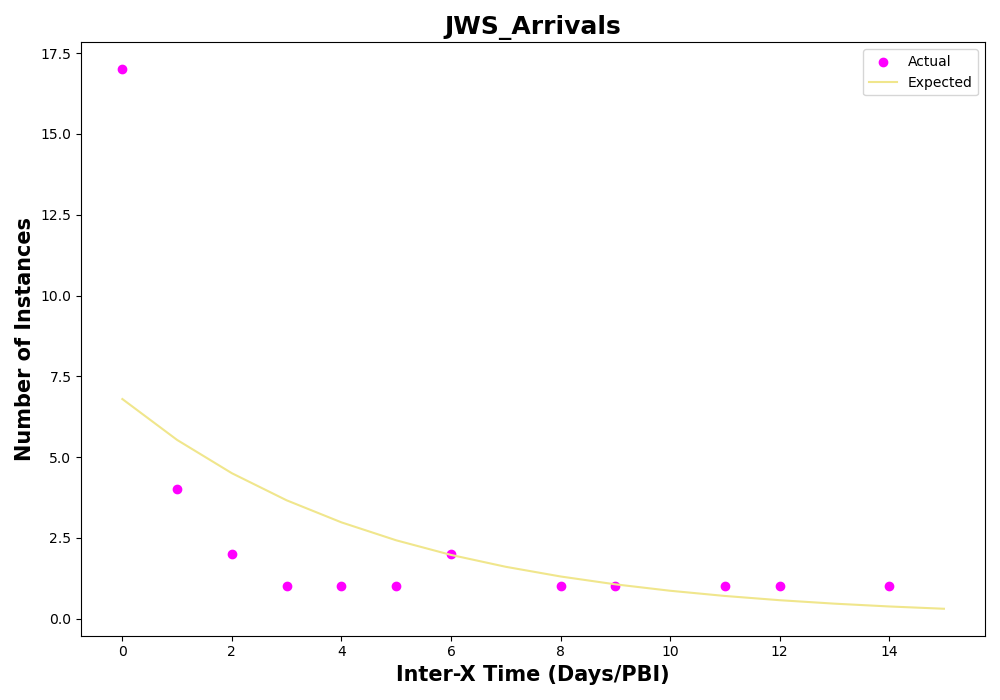 JWS_Arrivals
Actual
Expected
17.5
15.0
12.5
10.0
7.5
5.0
2.5
0.0
Number of Instances
0 2 4 6 8 10 12 14
Inter-X Time (Days/PBI)